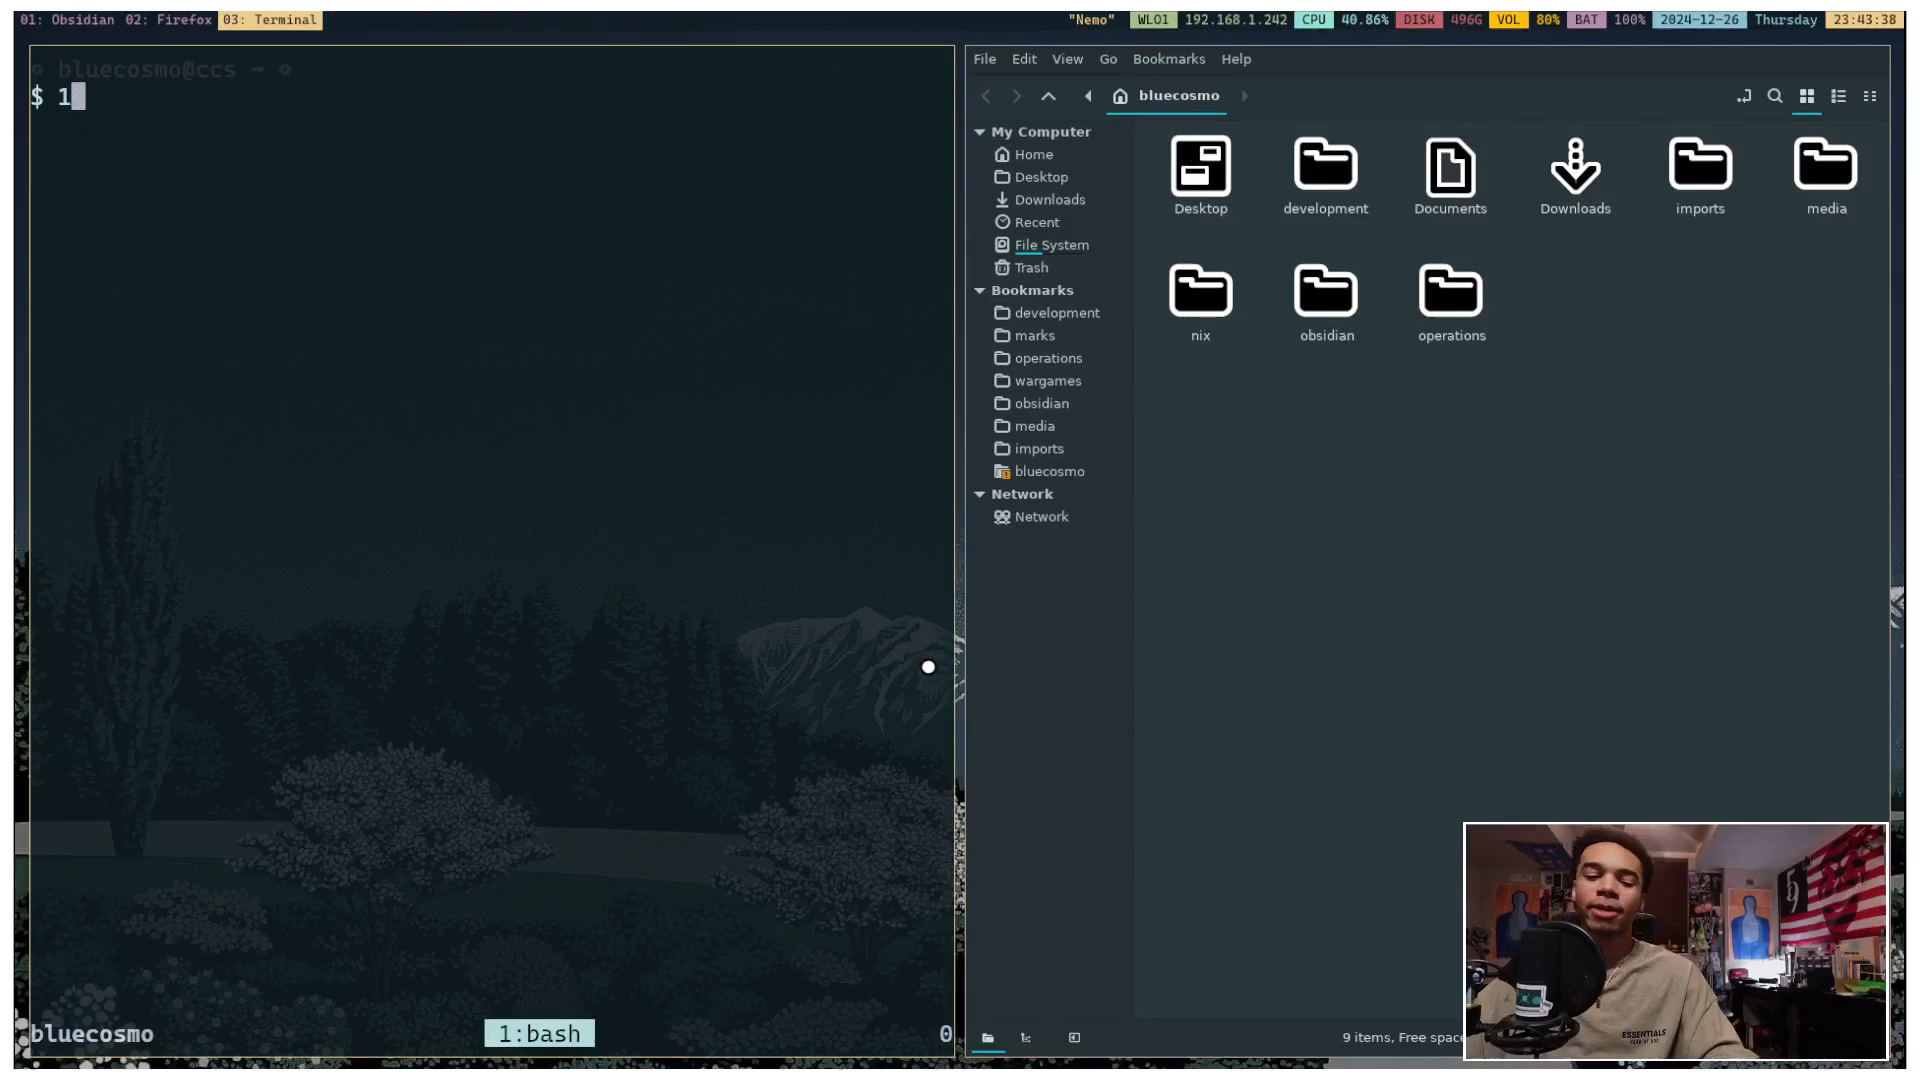 01: Obsidian 02: Firefox 03: Terminal
"Nemo" WLO1 192.168.1.242 CPU 40.86% DISK 496G VOL 80% BAT 100% 2024-12-26 Thursday 23:43:38
bluecosmo@ccs ~
$ 1
bluecosmo 1:bash 0
File Edit View Go Bookmarks Help
bluecosmo
My Computer
Home
Desktop
Downloads
Recent
File System
Trash
Bookmarks
development
marks
operations
wargames
obsidian
media
imports
bluecosmo
Network
Network
Desktop development Documents Downloads imports media
nix obsidian operations
9 items, Free space
ESSENTIALS